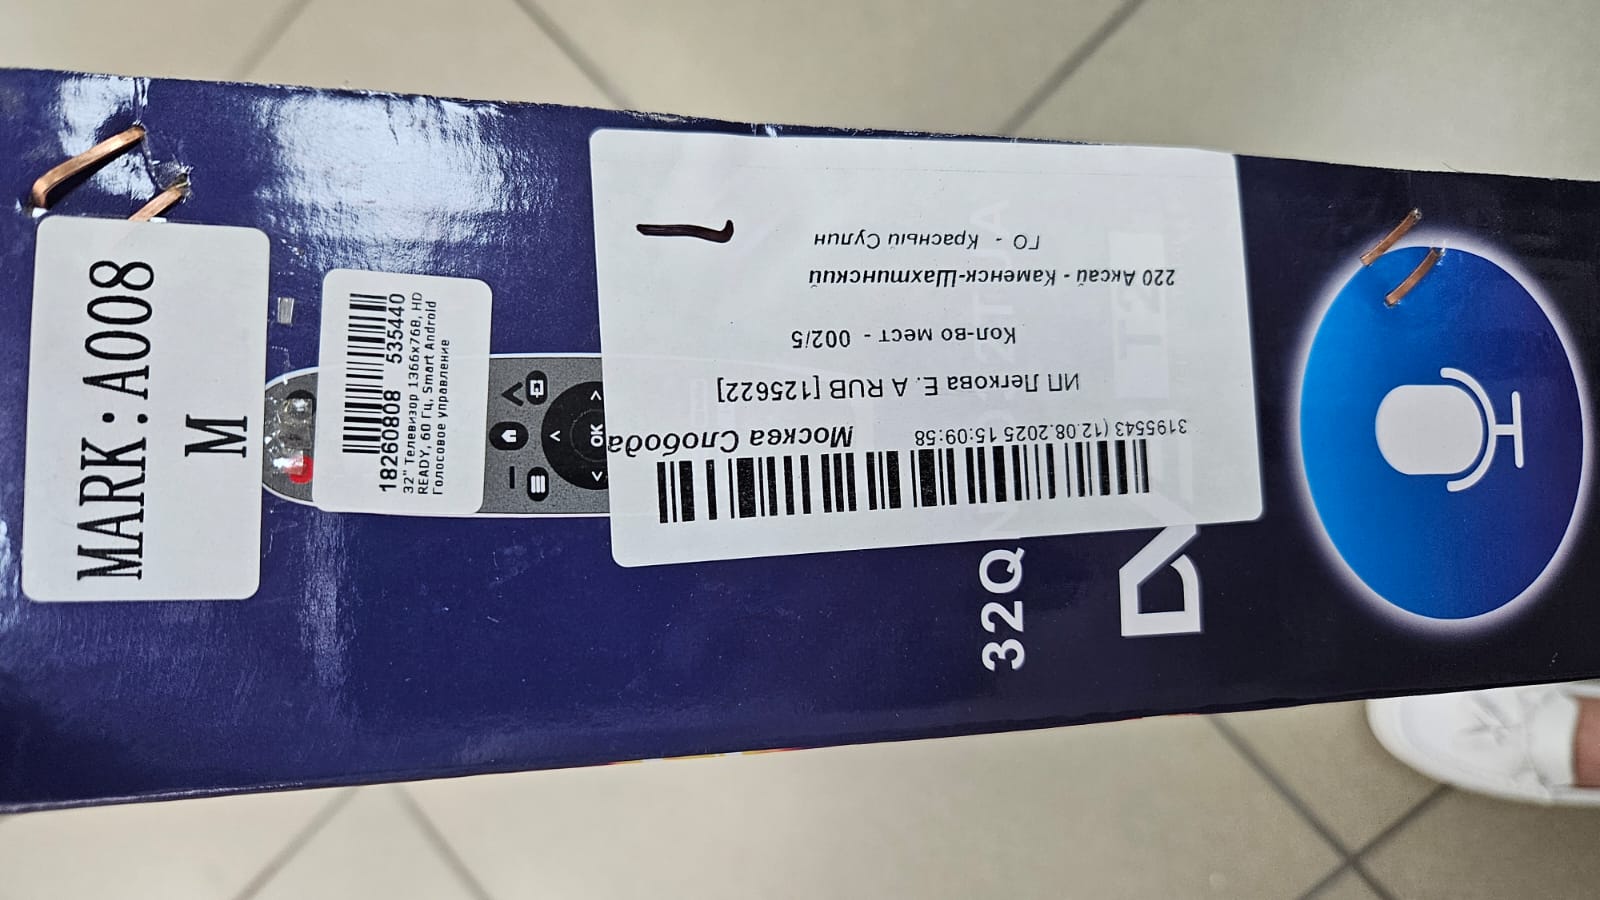 MARK:A008
M
18260808 535440
32" Телевизор 1366x768, HD
READY, 60 Гц, Smart Android
Голосовое управление
OK
ГО - Красный Сулин
220 Аксай - Каменск-Шахтинский
Кол-во мест - 002/5
ИП Легкова Е. А RUB [125622]
Москва Слобода
3195543 (12.08.2025 15:09:58
32Q